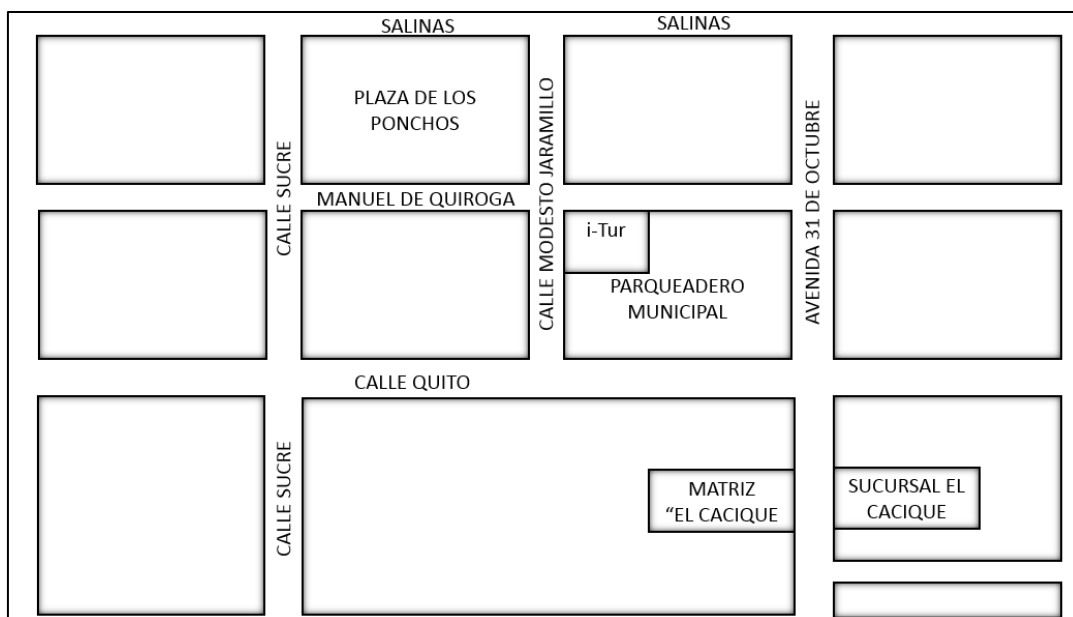 SALINAS
SALINAS
PLAZA DE LOS
PONCHOS
CALLE SUCRE
CALLE MODESTO JARAMILLO
AVENIDA 31 DE OCTUBRE
MANUEL DE QUIROGA
i-Tur
PARQUEADERO
MUNICIPAL
CALLE QUITO
CALLE SUCRE
MATRIZ
“EL CACIQUE
SUCURSAL EL
CACIQUE